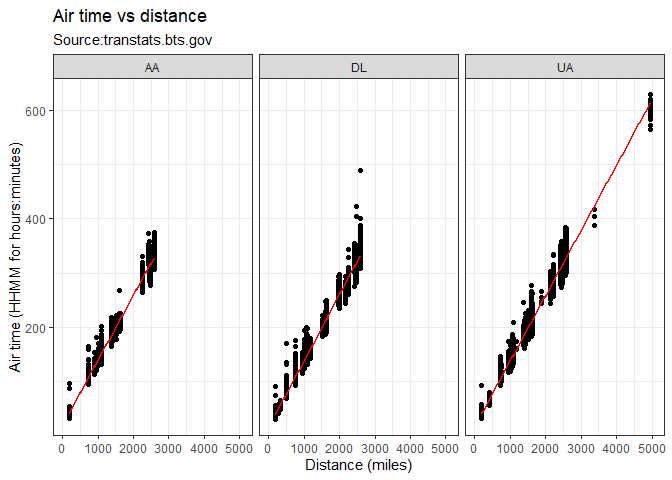 Air time vs distance
Source:transtats.bts.gov
AA DL UA
Air time (HHMM for hours:minutes)
600
400
200
0 1000 2000 3000 4000 5000 0 1000 2000 3000 4000 5000 0 1000 2000 3000 4000 5000
Distance (miles)